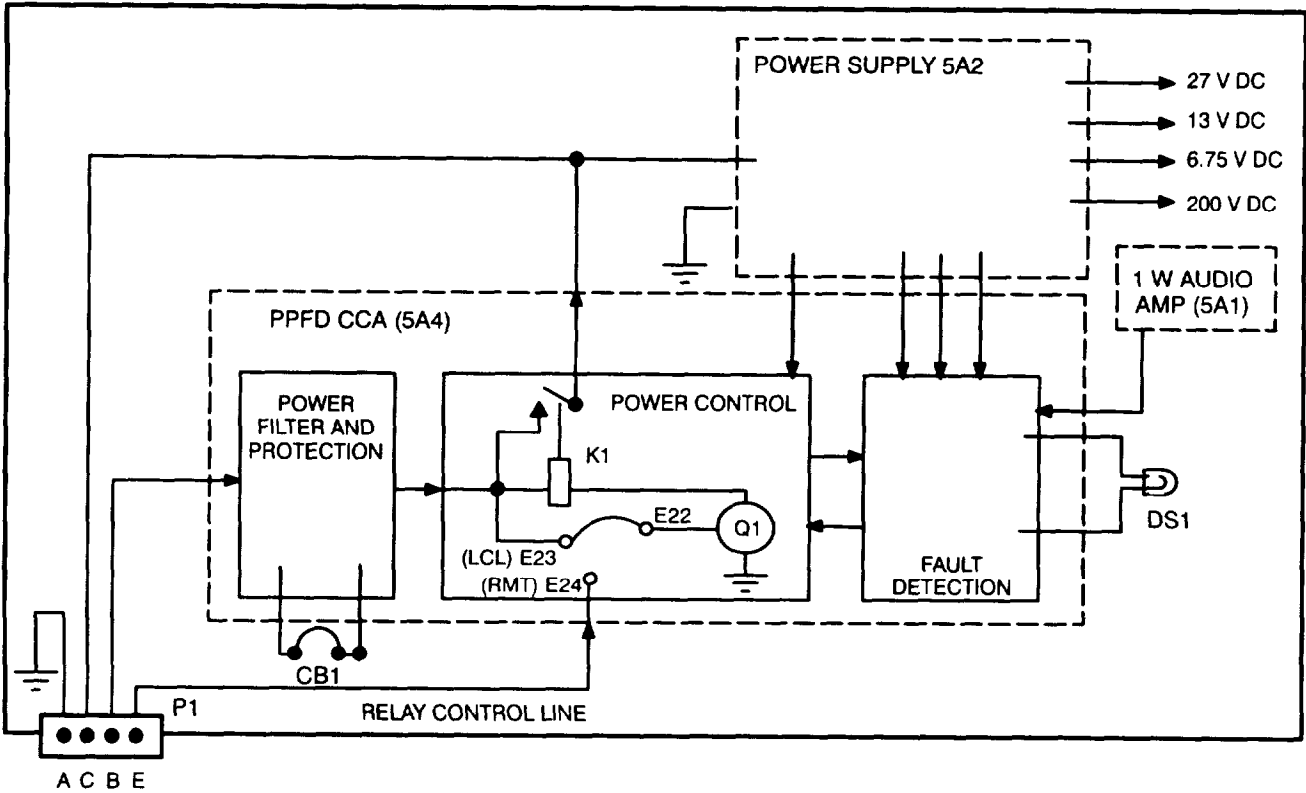 POWER SUPPLY 5A2
27 V DC
13 V DC
6.75 V DC
200 V DC
1 W AUDIO
AMP (5A1)
PPFD CCA (5A4)
POWER
FILTER AND
PROTECTION
POWER CONTROL
K1
E22
Q1
(LCL) E23
(RMT) E24
FAULT
DETECTION
DS1
CB1
P1
RELAY CONTROL LINE
A C B E